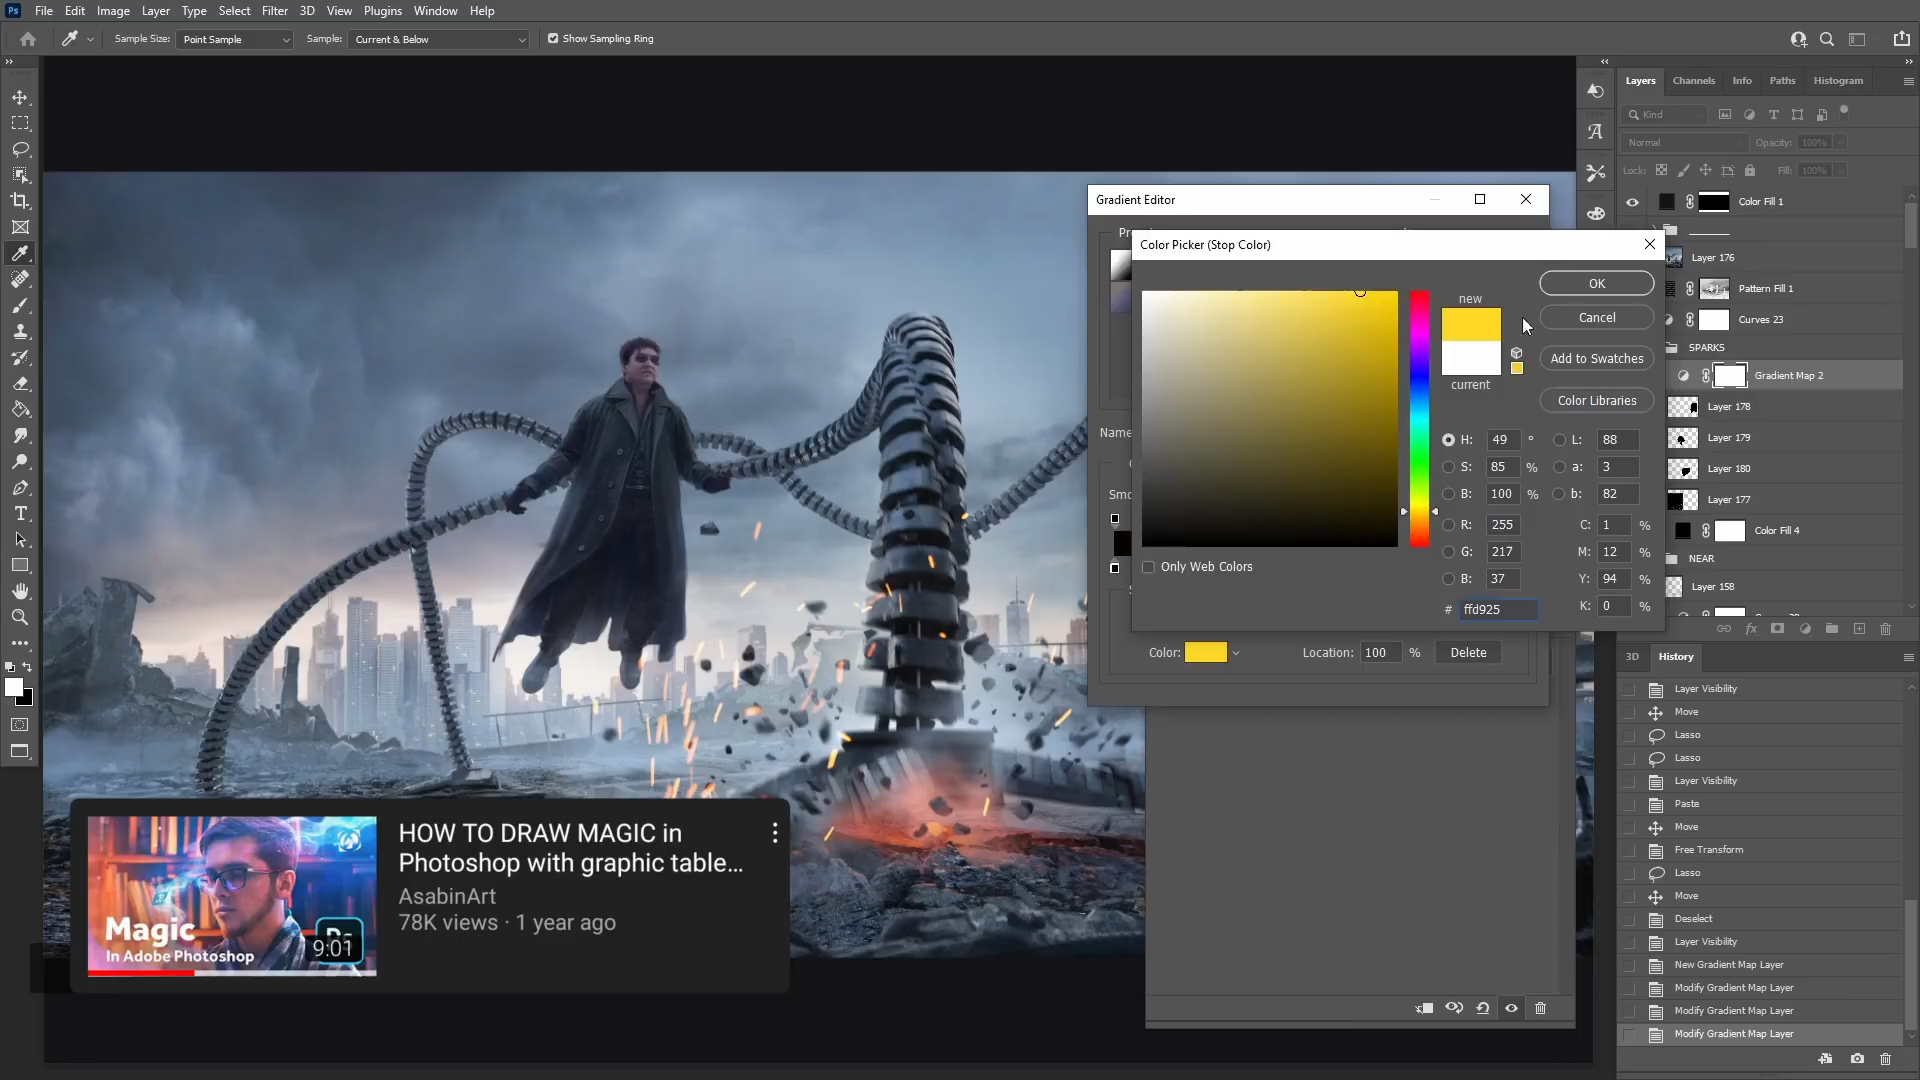 Ps File Edit Image Layer Type Select Filter 3D View Plugins Window Help
Sample Size: Point Sample Sample: Current & Below Show Sampling Ring
Layers Channels Info Paths Histogram
Kind
Normal Opacity: 100%
Lock: Fill: 100%
Color Fill 1
Layer 176
Pattern Fill 1
Curves 23
SPARKS
Gradient Map 2
Layer 178
Layer 179
Layer 180
Layer 177
Color Fill 4
NEAR
Layer 158
Gradient Editor
Color Picker (Stop Color)
new
current
OK
Cancel
Add to Swatches
Color Libraries
H: 49 ° L: 88
S: 85 % a: 3
B: 100 % b: 82
R: 255 C: 1 %
G: 217 M: 12 %
B: 37 Y: 94 %
# ffd925 K: 0 %
Only Web Colors
Name
Smo
Color: Location: 100 % Delete
3D History
Layer Visibility
Move
Lasso
Lasso
Layer Visibility
Paste
Move
Free Transform
Lasso
Move
Deselect
Layer Visibility
New Gradient Map Layer
Modify Gradient Map Layer
Modify Gradient Map Layer
Modify Gradient Map Layer
HOW TO DRAW MAGIC in
Photoshop with graphic table...
AsabinArt
78K views · 1 year ago
Magic
In Adobe Photoshop
Ps
9:01